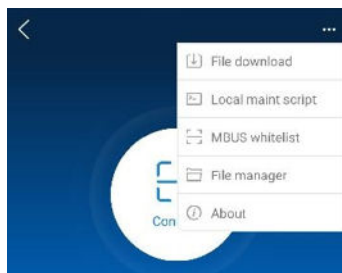 File download
Local maint script
MBUS whitelist
File manager
About
Con